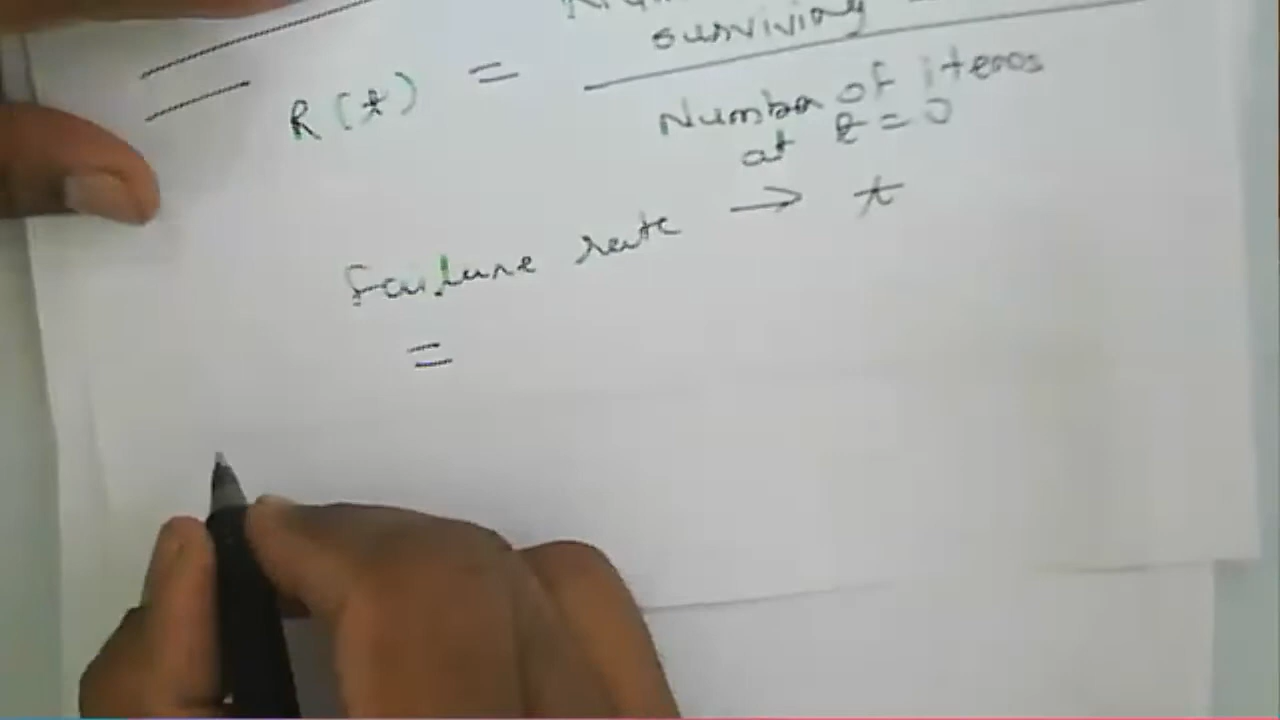 surviving
R(t) =
Number of items
at t = 0
Failure rate → t
=